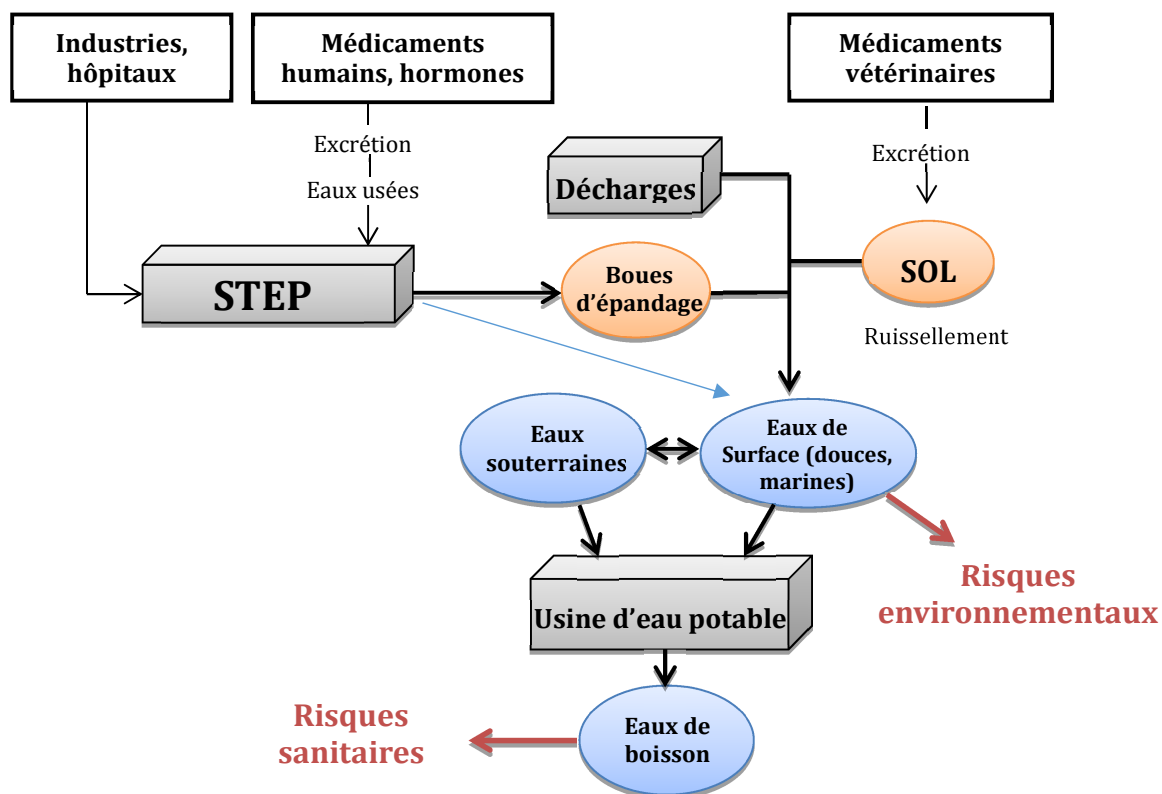 Industries,
hôpitaux
Médicaments
humains, hormones
Médicaments
vétérinaires
Excrétion
Eaux usées
Excrétion
Décharges
STEP
Boues
d'épandage
SOL
Ruissellement
Eaux
souterraines
Eaux de
Surface (douces,
marines)
Usine d'eau potable
Risques
environnementaux
Risques
sanitaires
Eaux de
boisson